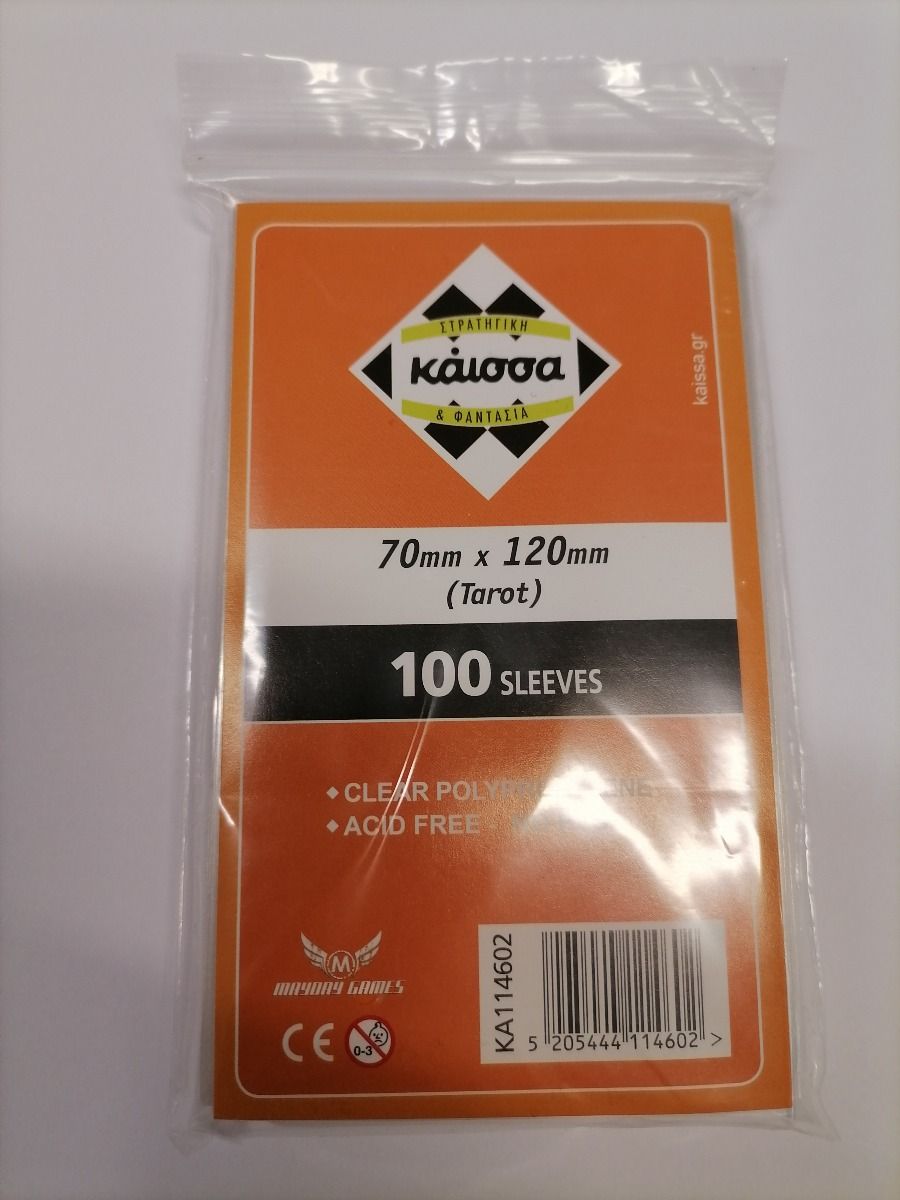 ΣΤΡΑΤΗΓΙΚΗ
κάισσα
& ΦΑΝΤΑΣΙΑ
kaissa.gr
70mm x 120mm
(Tarot)
100 SLEEVES
◆ CLEAR
◆ ACID FREE -
M
MAYDAY GAMES
CE
0-3
KA114602
5 205444 114602 >